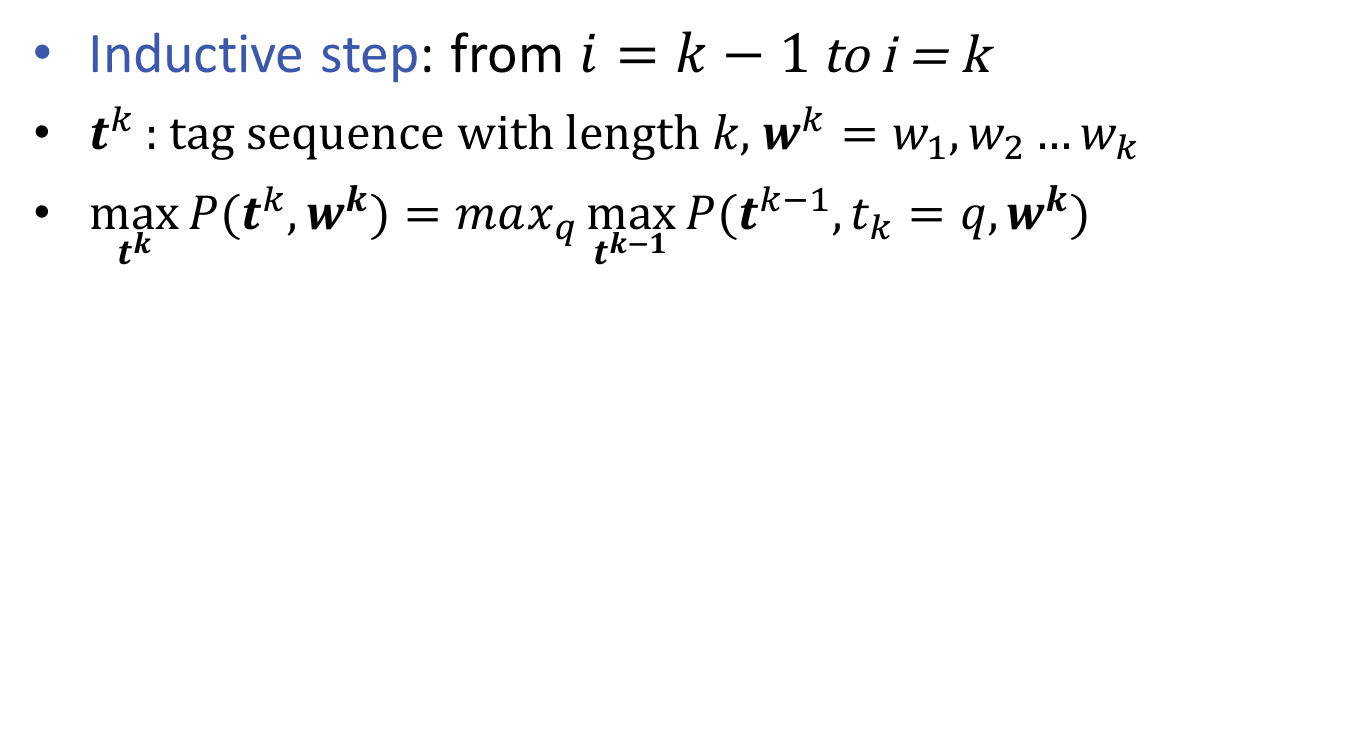 • Inductive step: from i = k − 1 to i = k
• t^k : tag sequence with length k, w^k = w_1, w_2 … w_k
• max_{t^k} P(t^k, w^k) = max_q max_{t^{k−1}} P(t^{k−1}, t_k = q, w^k)